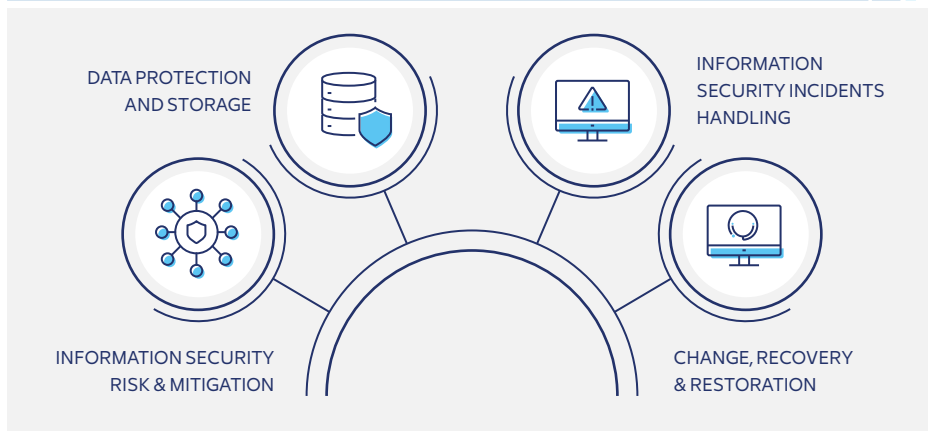 DATA PROTECTION
AND STORAGE
INFORMATION
SECURITY INCIDENTS
HANDLING
INFORMATION SECURITY
RISK & MITIGATION
CHANGE, RECOVERY
& RESTORATION